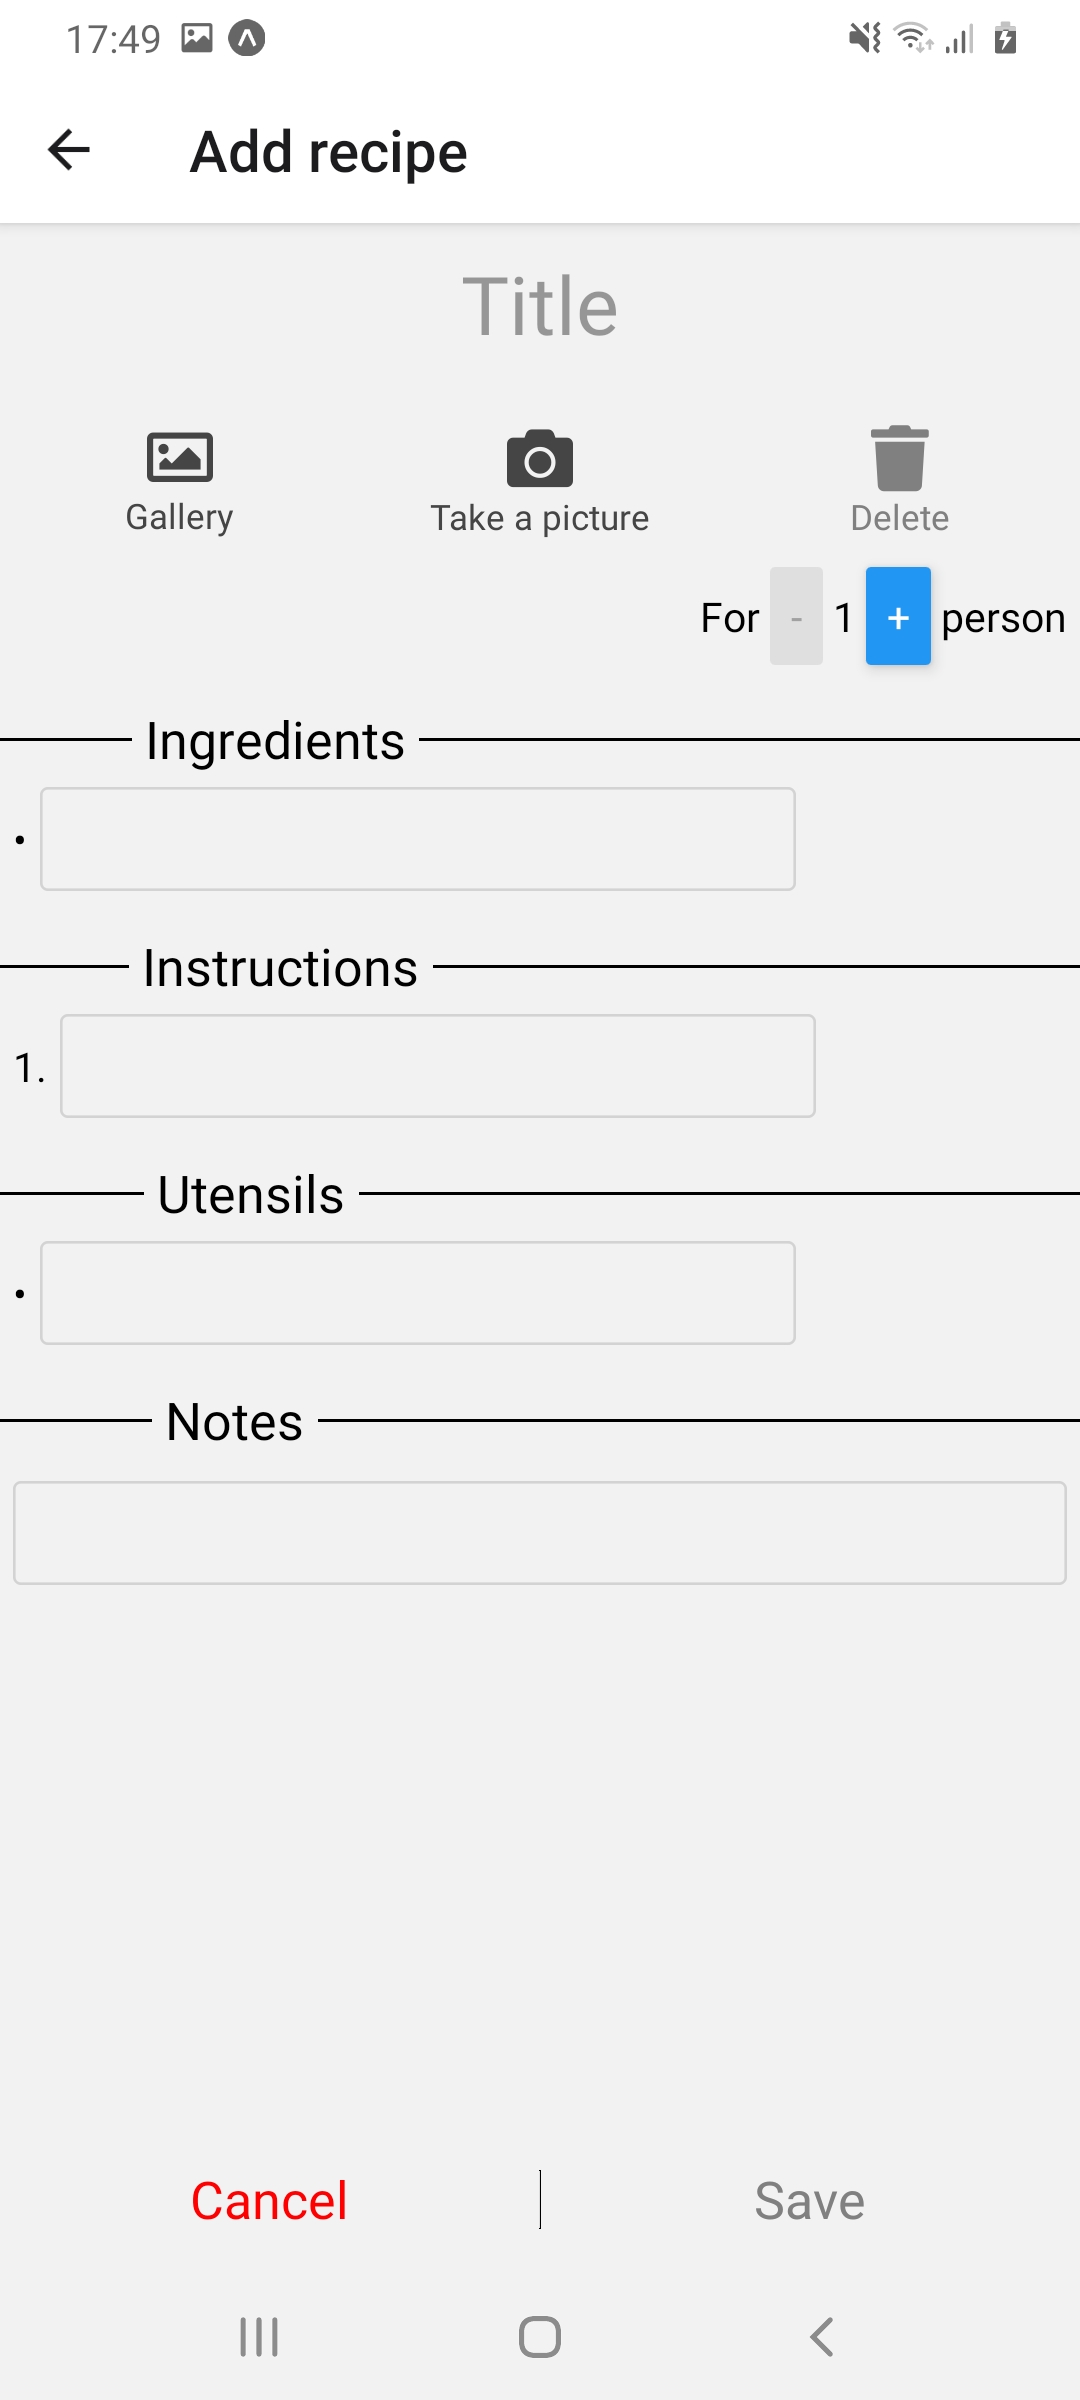 17:49
Add recipe
Title
Gallery Take a picture Delete
For - 1 + person
Ingredients
•
Instructions
1.
Utensils
•
Notes
Cancel Save